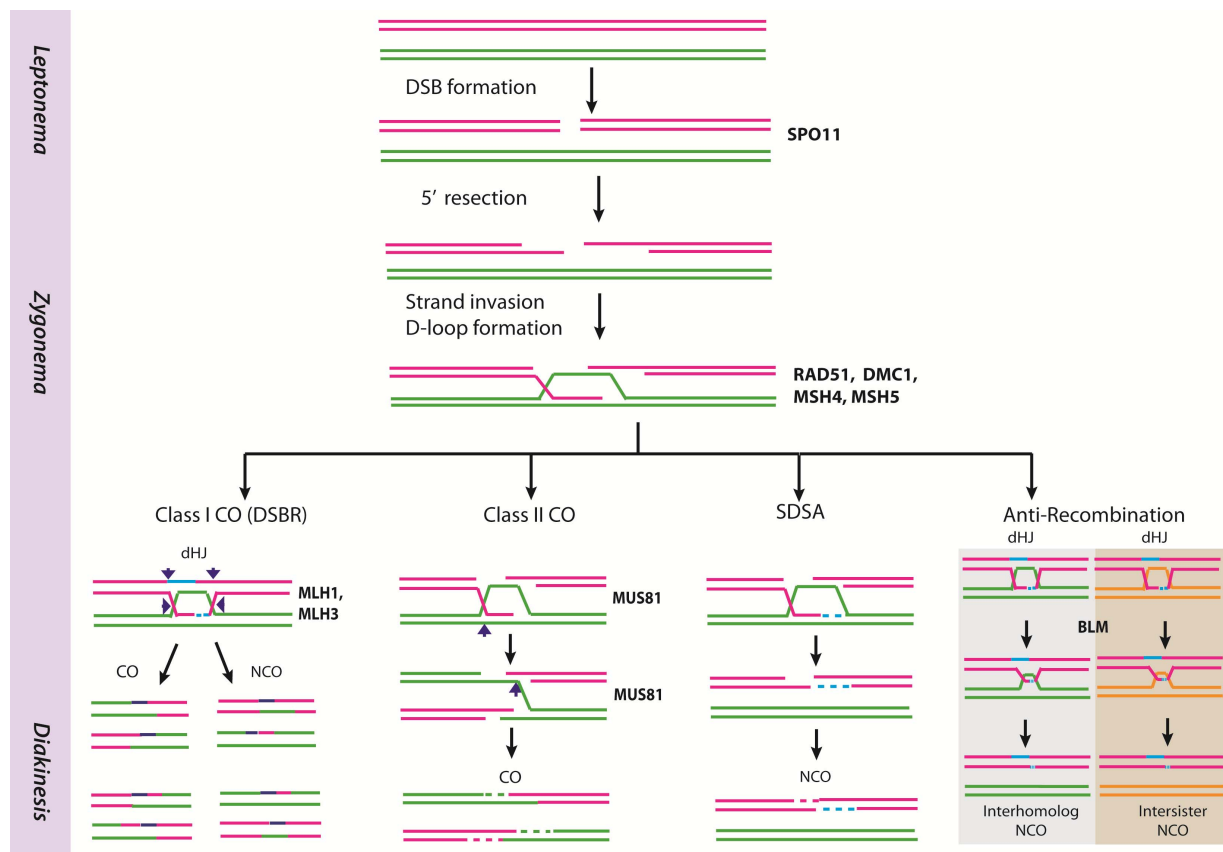 Leptonema
DSB formation
SPO11
5′ resection
Zygonema
Strand invasion
D-loop formation
RAD51, DMC1,
MSH4, MSH5
Class I CO (DSBR)
Class II CO
SDSA
Anti-Recombination
dHJ
dHJ
dHJ
MLH1,
MLH3
MUS81
BLM
CO
NCO
MUS81
Diakinesis
CO
NCO
Interhomolog
NCO
Intersister
NCO